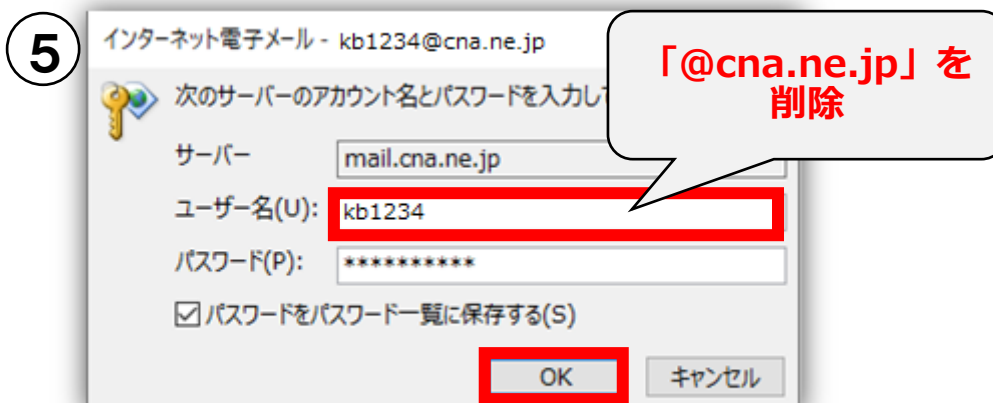 5
インターネット電子メール - kb1234@cna.ne.jp
「@cna.ne.jp」を
削除
次のサーバーのアカウント名とパスワードを入力し
サーバー
mail.cna.ne.jp
ユーザー名(U):
kb1234
パスワード(P):
**********
パスワードをパスワード一覧に保存する(S)
OK
キャンセル